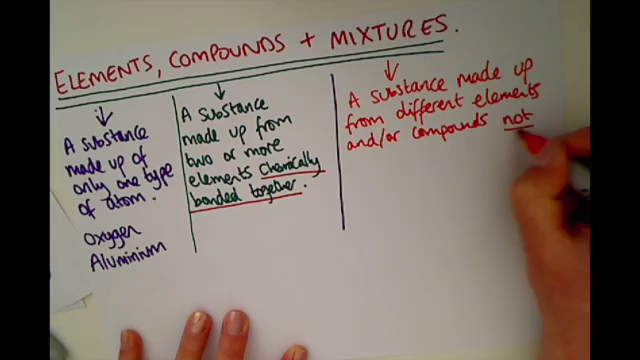 ELEMENTS, COMPOUNDS + MIXTURES.
A substance
made up of
only one type
of atom.
Oxygen
Aluminium
A substance
made up from
two or more
elements chemically
bonded together.
A substance made up
from different elements
and/or compounds not